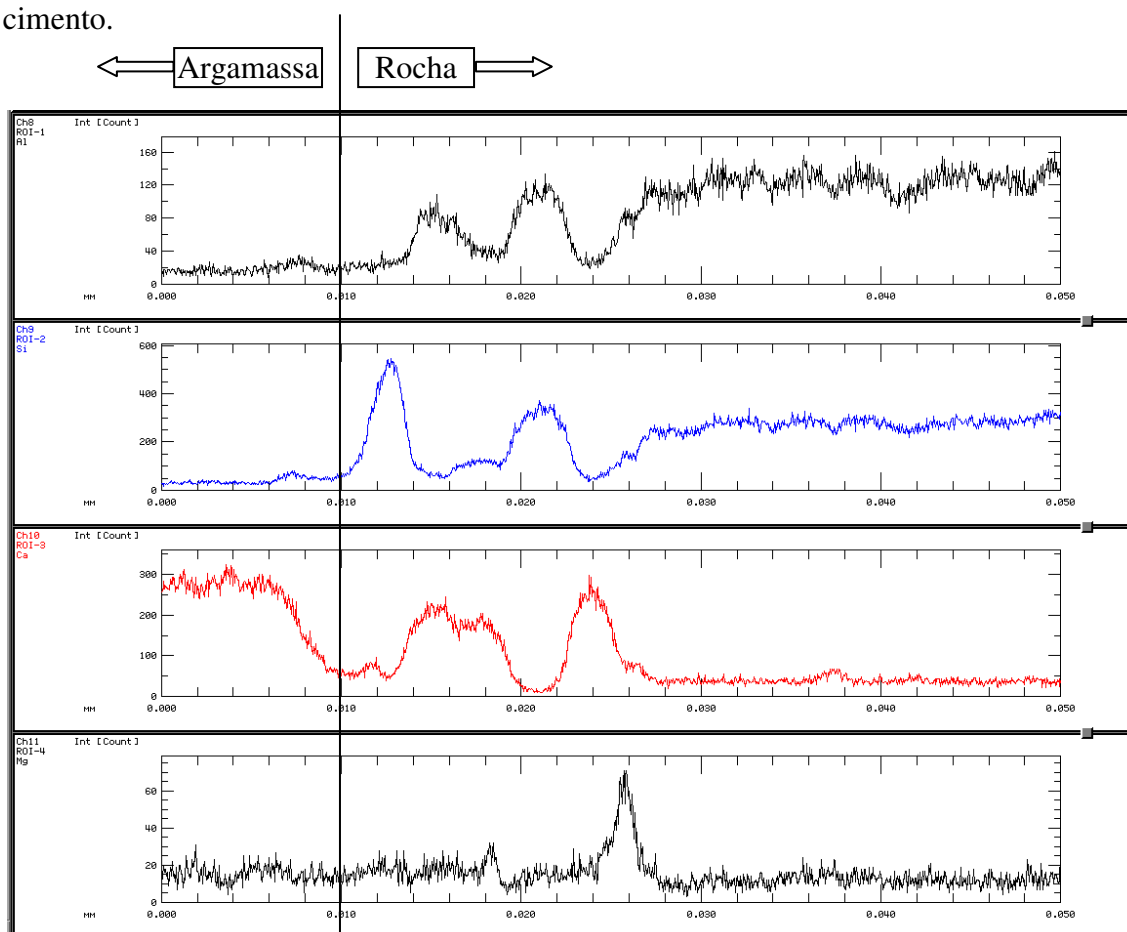 cimento.
Argamassa Rocha
Ch8 Int [Count]
ROI-1
Al
160
120
80
40
0
MM 0.000 0.010 0.020 0.030 0.040 0.050
Ch9 Int [Count]
ROI-2
Si
600
400
200
0
MM 0.000 0.010 0.020 0.030 0.040 0.050
Ch10 Int [Count]
ROI-3
Ca
300
200
100
0
MM 0.000 0.010 0.020 0.030 0.040 0.050
Ch11 Int [Count]
ROI-4
Mg
60
40
20
0
MM 0.000 0.010 0.020 0.030 0.040 0.050